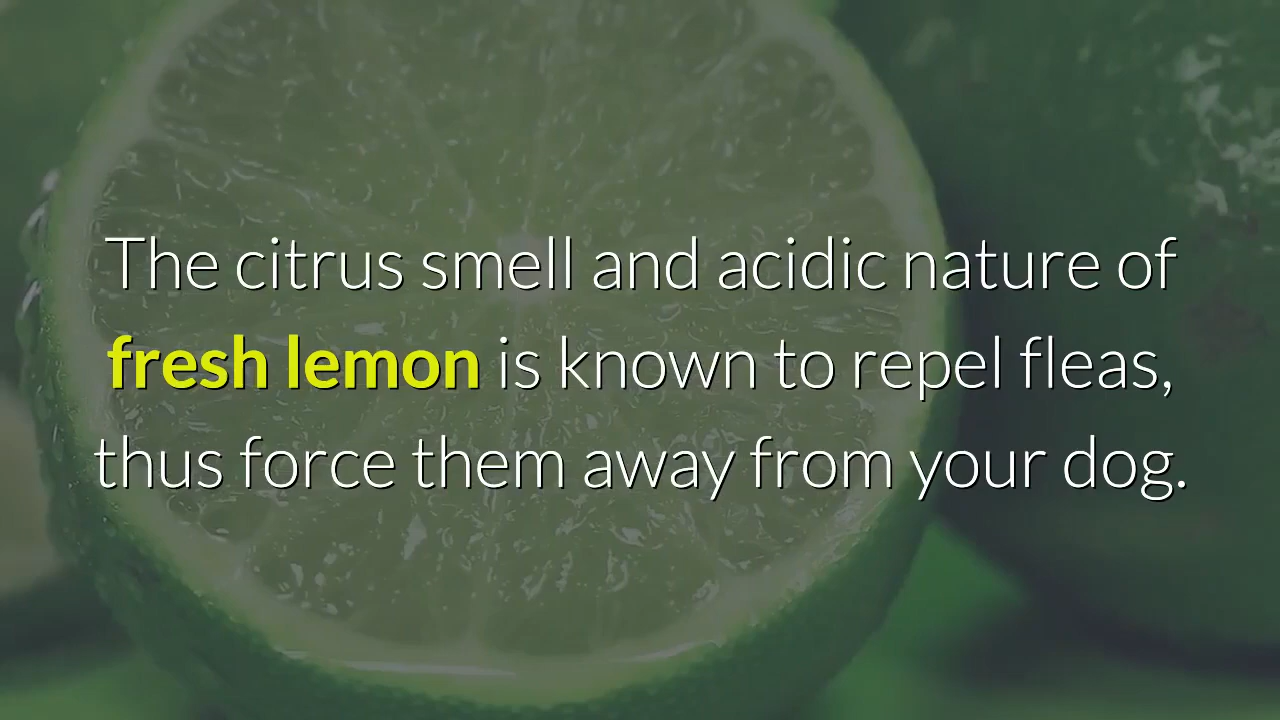 The citrus smell and acidic nature of
fresh lemon is known to repel fleas,
thus force them away from your dog.